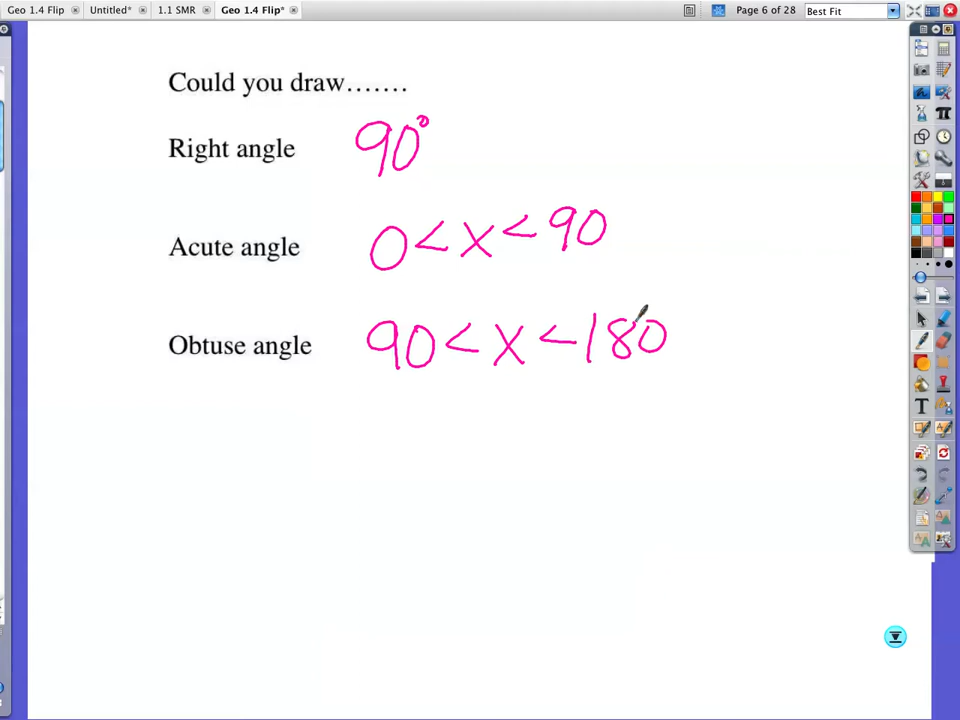 Geo 1.4 Flip Untitled* 1.1 SMR Geo 1.4 Flip* Page 6 of 28 Best Fit
Could you draw…….
Right angle 90°
Acute angle 0 < x < 90
Obtuse angle 90 < x < 180